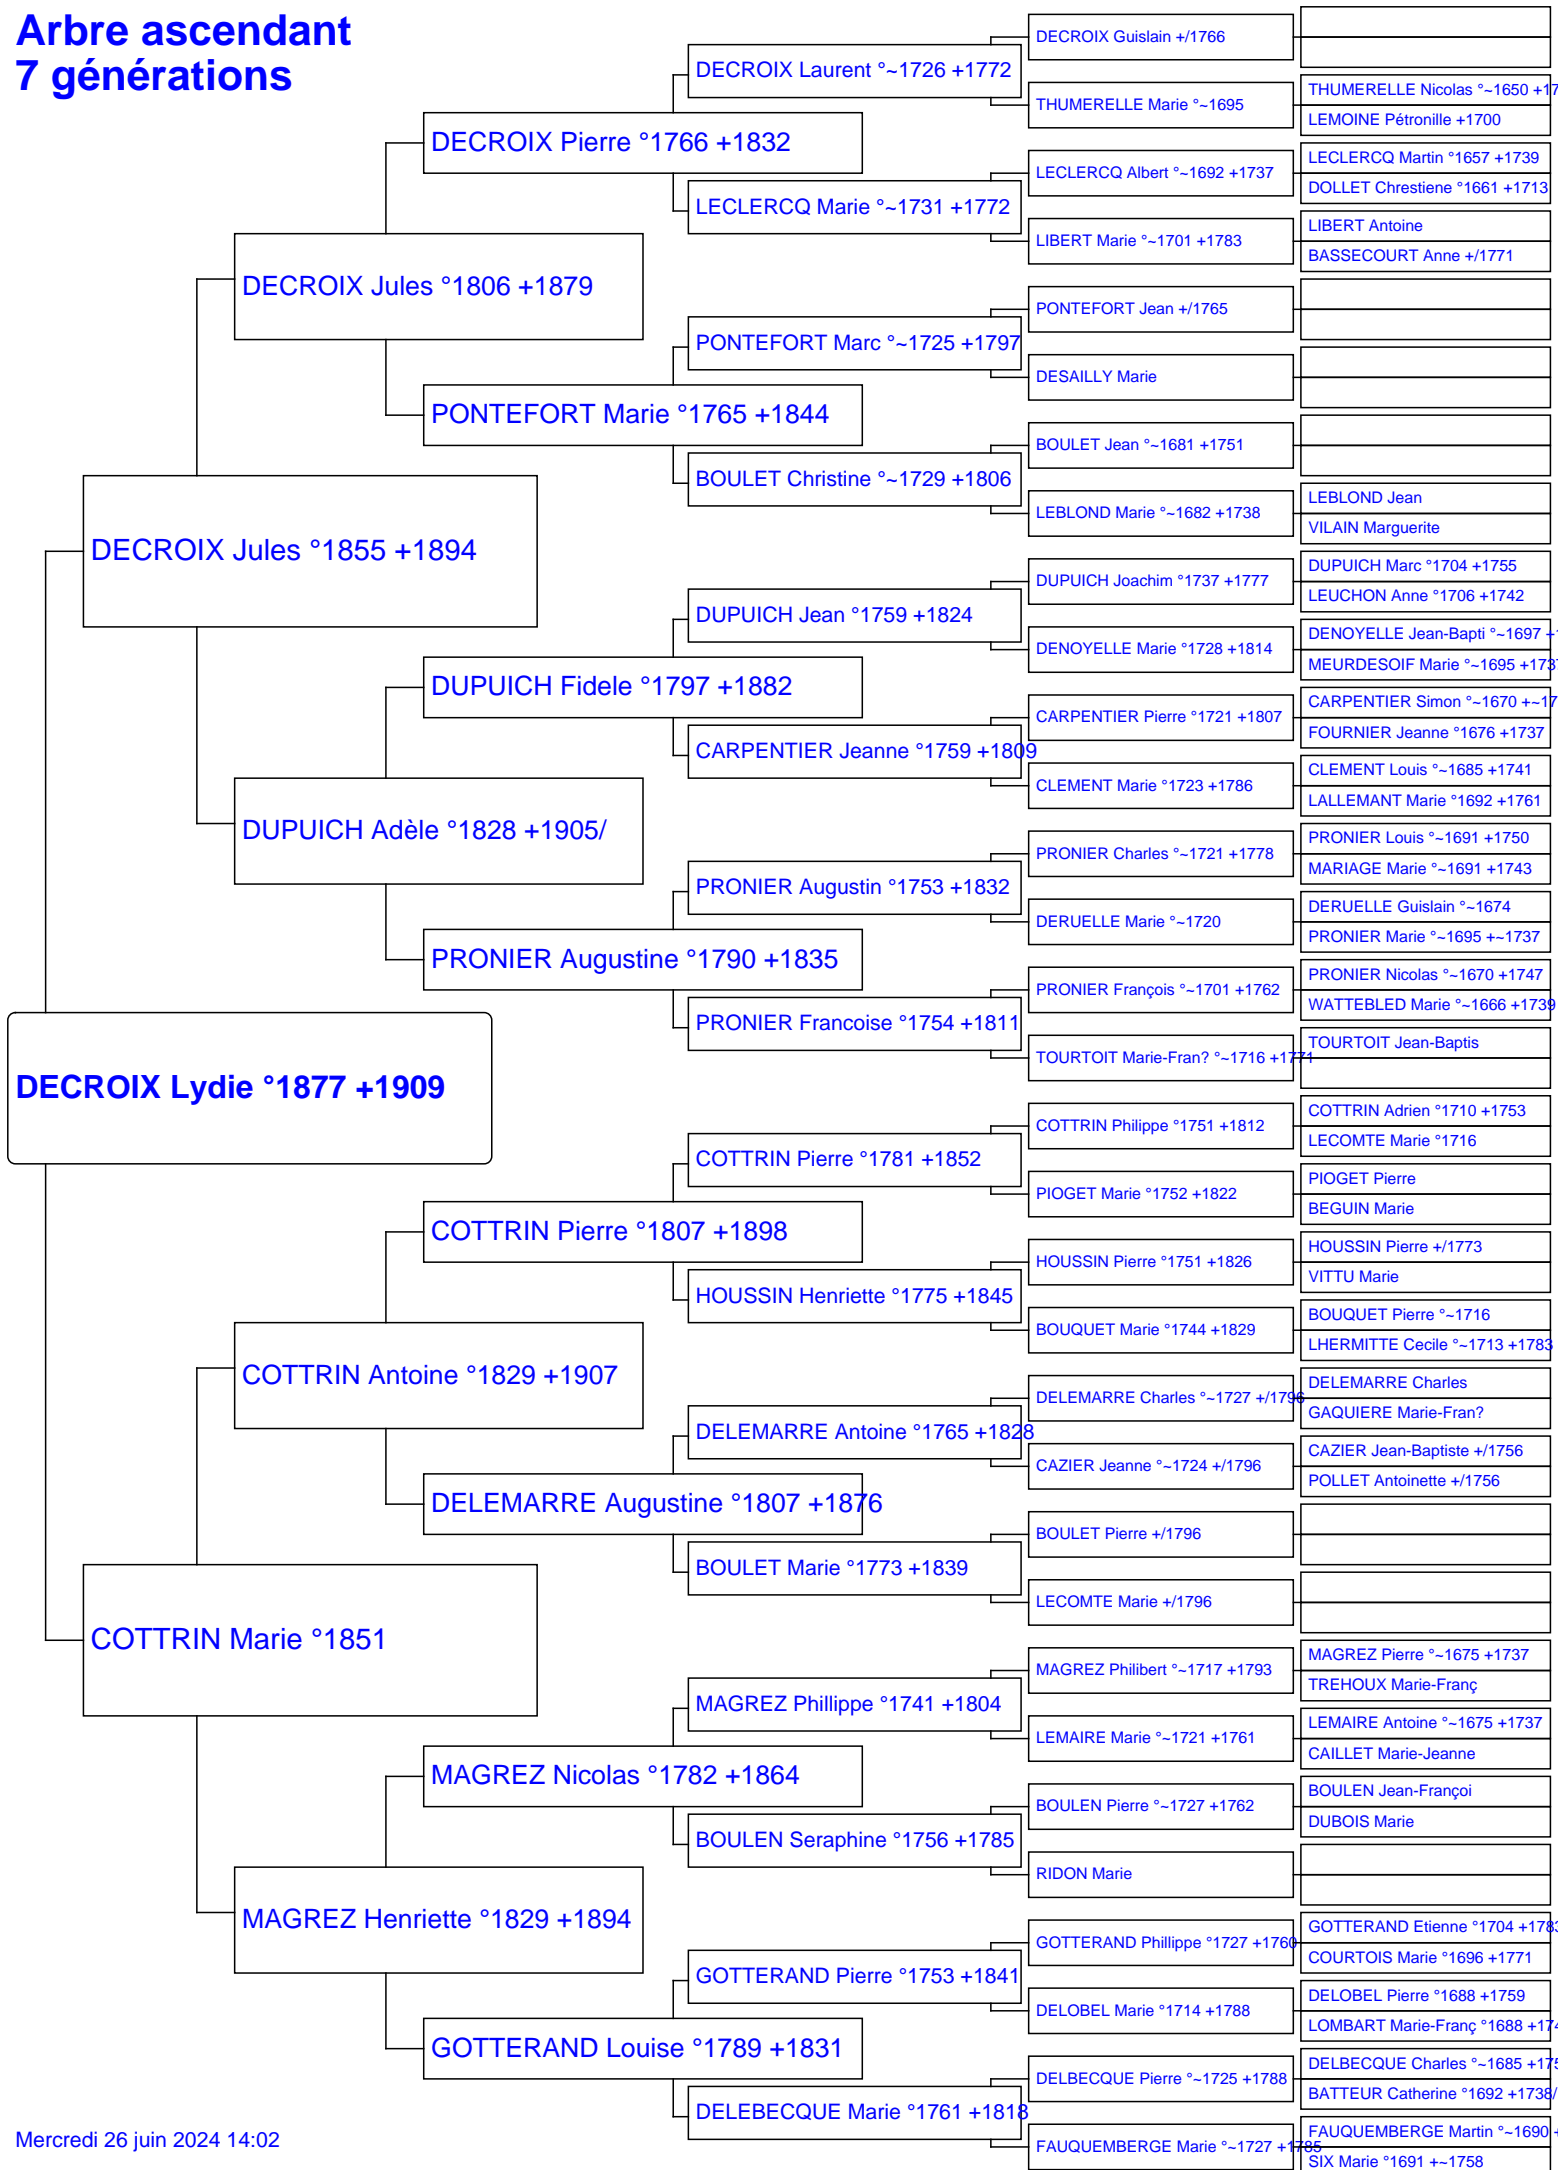 Arbre ascendant
7 générations
DECROIX Lydie °1877 +1909
DECROIX Jules °1855 +1894
COTTRIN Marie °1851
DECROIX Jules °1806 +1879
DUPUICH Adèle °1828 +1905/
COTTRIN Antoine °1829 +1907
MAGREZ Henriette °1829 +1894
DECROIX Pierre °1766 +1832
PONTEFORT Marie °1765 +1844
DUPUICH Fidele °1797 +1882
PRONIER Augustine °1790 +1835
COTTRIN Pierre °1807 +1898
DELEMARRE Augustine °1807 +1876
MAGREZ Nicolas °1782 +1864
GOTTERAND Louise °1789 +1831
DECROIX Laurent °~1726 +1772
LECLERCQ Marie °~1731 +1772
PONTEFORT Marc °~1725 +1797
BOULET Christine °~1729 +1806
DUPUICH Jean °1759 +1824
CARPENTIER Jeanne °1759 +1809
PRONIER Augustin °1753 +1832
PRONIER Francoise °1754 +1811
COTTRIN Pierre °1781 +1852
HOUSSIN Henriette °1775 +1845
DELEMARRE Antoine °1765 +1828
BOULET Marie °1773 +1839
MAGREZ Phillippe °1741 +1804
BOULEN Seraphine °1756 +1785
GOTTERAND Pierre °1753 +1841
DELEBECQUE Marie °1761 +1818
DECROIX Guislain +/1766
THUMERELLE Marie °~1695
LECLERCQ Albert °~1692 +1737
LIBERT Marie °~1701 +1783
PONTEFORT Jean +/1765
DESAILLY Marie
BOULET Jean °~1681 +1751
LEBLOND Marie °~1682 +1738
DUPUICH Joachim °1737 +1777
DENOYELLE Marie °1728 +1814
CARPENTIER Pierre °1721 +1807
CLEMENT Marie °1723 +1786
PRONIER Charles °~1721 +1778
DERUELLE Marie °~1720
PRONIER François °~1701 +1762
TOURTOIT Marie-Fran? °~1716 +1771
COTTRIN Philippe °1751 +1812
PIOGET Marie °1752 +1822
HOUSSIN Pierre °1751 +1826
BOUQUET Marie °1744 +1829
DELEMARRE Charles °~1727 +/1796
CAZIER Jeanne °~1724 +/1796
BOULET Pierre +/1796
LECOMTE Marie +/1796
MAGREZ Philibert °~1717 +1793
LEMAIRE Marie °~1721 +1761
BOULEN Pierre °~1727 +1762
RIDON Marie
GOTTERAND Phillippe °1727 +1760
DELOBEL Marie °1714 +1788
DELBECQUE Pierre °~1725 +1788
FAUQUEMBERGE Marie °~1727 +1785
THUMERELLE Nicolas °~1650 +17
LEMOINE Pétronille +1700
LECLERCQ Martin °1657 +1739
DOLLET Chrestiene °1661 +1713
LIBERT Antoine
BASSECOURT Anne +/1771
LEBLOND Jean
VILAIN Marguerite
DUPUICH Marc °1704 +1755
LEUCHON Anne °1706 +1742
DENOYELLE Jean-Bapti °~1697 +
MEURDESOIF Marie °~1695 +173
CARPENTIER Simon °~1670 +~17
FOURNIER Jeanne °1676 +1737
CLEMENT Louis °~1685 +1741
LALLEMANT Marie °1692 +1761
PRONIER Louis °~1691 +1750
MARIAGE Marie °~1691 +1743
DERUELLE Guislain °~1674
PRONIER Marie °~1695 +~1737
PRONIER Nicolas °~1670 +1747
WATTEBLED Marie °~1666 +1739
TOURTOIT Jean-Baptis
COTTRIN Adrien °1710 +1753
LECOMTE Marie °1716
PIOGET Pierre
BEGUIN Marie
HOUSSIN Pierre +/1773
VITTU Marie
BOUQUET Pierre °~1716
LHERMITTE Cecile °~1713 +1783
DELEMARRE Charles
GAQUIERE Marie-Fran?
CAZIER Jean-Baptiste +/1756
POLLET Antoinette +/1756
MAGREZ Pierre °~1675 +1737
TREHOUX Marie-Franç
LEMAIRE Antoine °~1675 +1737
CAILLET Marie-Jeanne
BOULEN Jean-Françoi
DUBOIS Marie
GOTTERAND Etienne °1704 +1783
COURTOIS Marie °1696 +1771
DELOBEL Pierre °1688 +1759
LOMBART Marie-Franç °1688 +174
DELBECQUE Charles °~1685 +175
BATTEUR Catherine °1692 +1738/
FAUQUEMBERGE Martin °~1690 +
SIX Marie °1691 +~1758
Mercredi 26 juin 2024 14:02